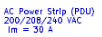 AC Power Strip (PDU)
200/208/240 VAC
Im = 30 A